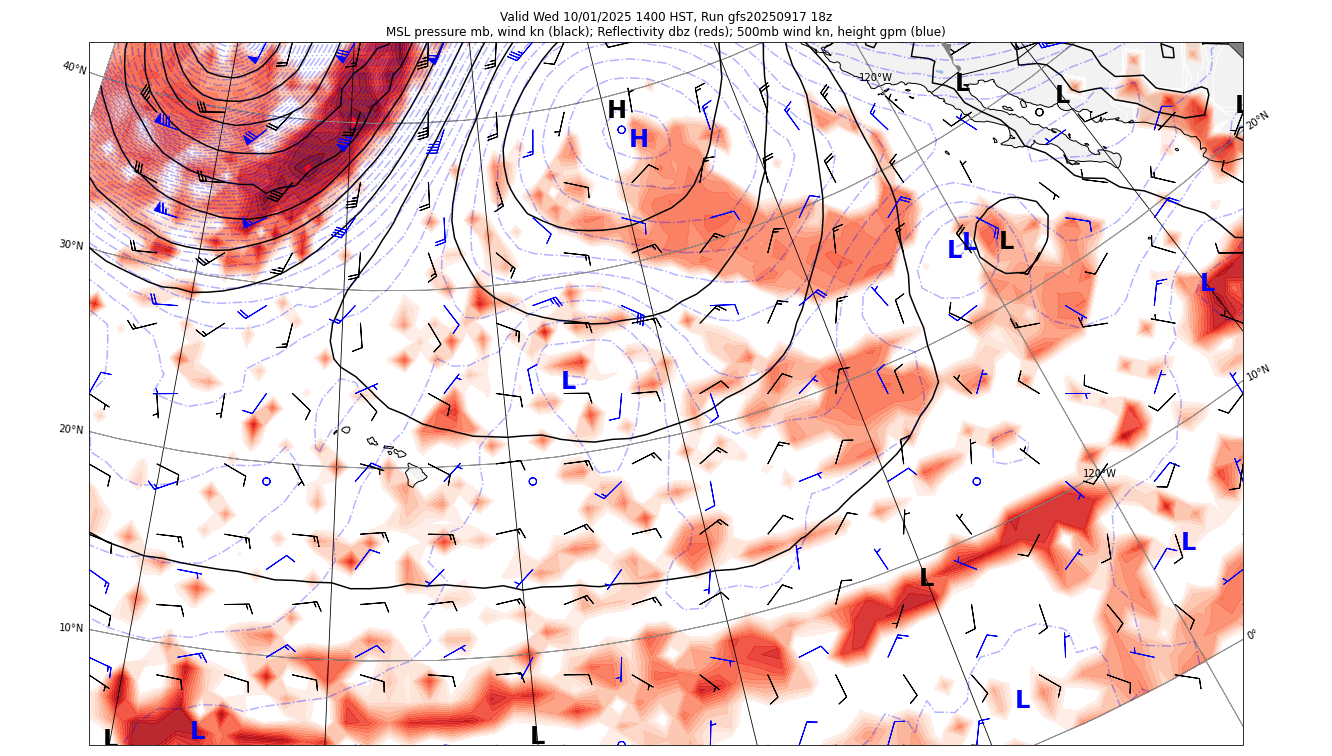 Valid Wed 10/01/2025 1400 HST, Run gfs20250917 18z
MSL pressure mb, wind kn (black); Reflectivity dbz (reds); 500mb wind kn, height gpm (blue)
40°N
120°W
L
L
L
H
H
20°N
30°N
L
L
L
L
10°N
L
20°N
120°W
L
L
10°N
0°
L
L
L
L